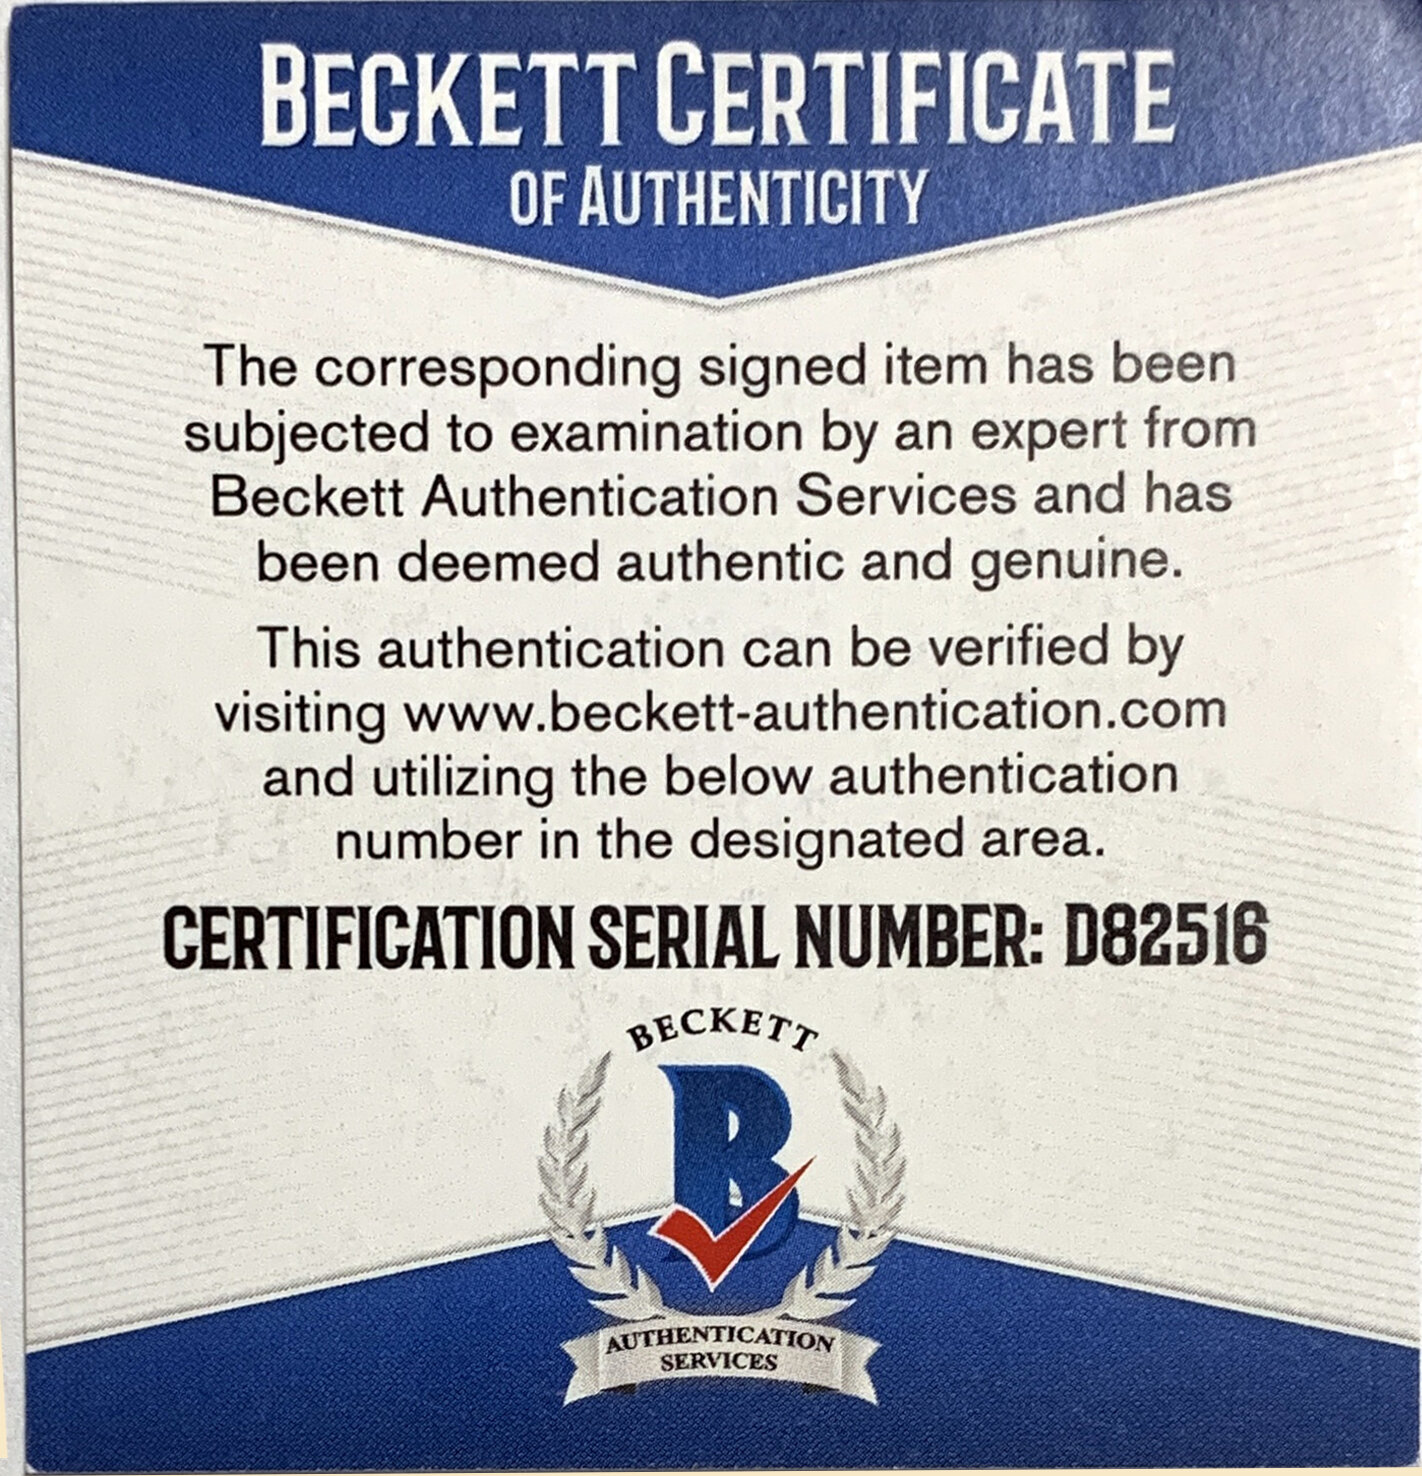 BECKETT CERTIFICATE
OF AUTHENTICITY
The corresponding signed item has been
subjected to examination by an expert from
Beckett Authentication Services and has
been deemed authentic and genuine.
This authentication can be verified by
visiting www.beckett-authentication.com
and utilizing the below authentication
number in the designated area.
CERTIFICATION SERIAL NUMBER: D82516
BECKETT
B
AUTHENTICATION
SERVICES